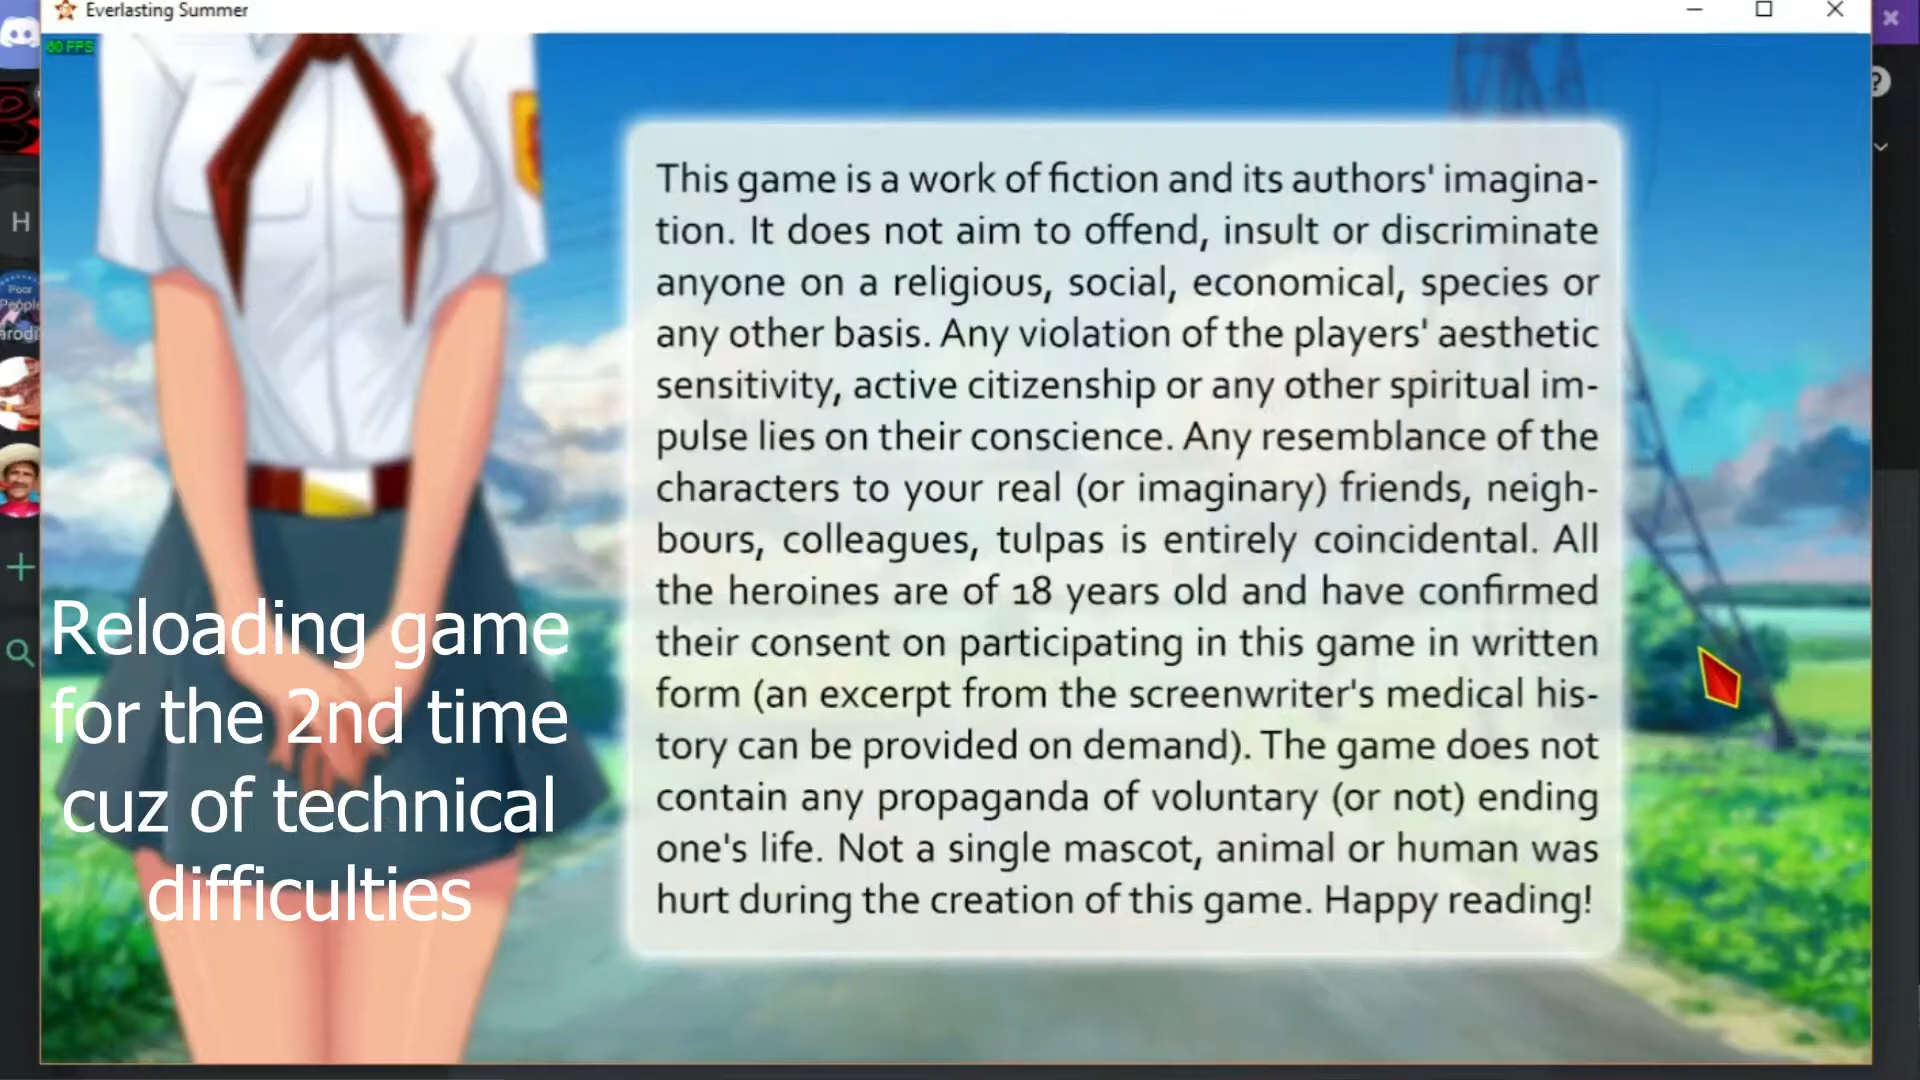 Everlasting Summer
60 FPS
This game is a work of fiction and its authors' imagina-
tion. It does not aim to offend, insult or discriminate
anyone on a religious, social, economical, species or
any other basis. Any violation of the players' aesthetic
sensitivity, active citizenship or any other spiritual im-
pulse lies on their conscience. Any resemblance of the
characters to your real (or imaginary) friends, neigh-
bours, colleagues, tulpas is entirely coincidental. All
the heroines are of 18 years old and have confirmed
their consent on participating in this game in written
form (an excerpt from the screenwriter's medical his-
tory can be provided on demand). The game does not
contain any propaganda of voluntary (or not) ending
one's life. Not a single mascot, animal or human was
hurt during the creation of this game. Happy reading!
H
Poor
People
Reloading game
for the 2nd time
cuz of technical
difficulties